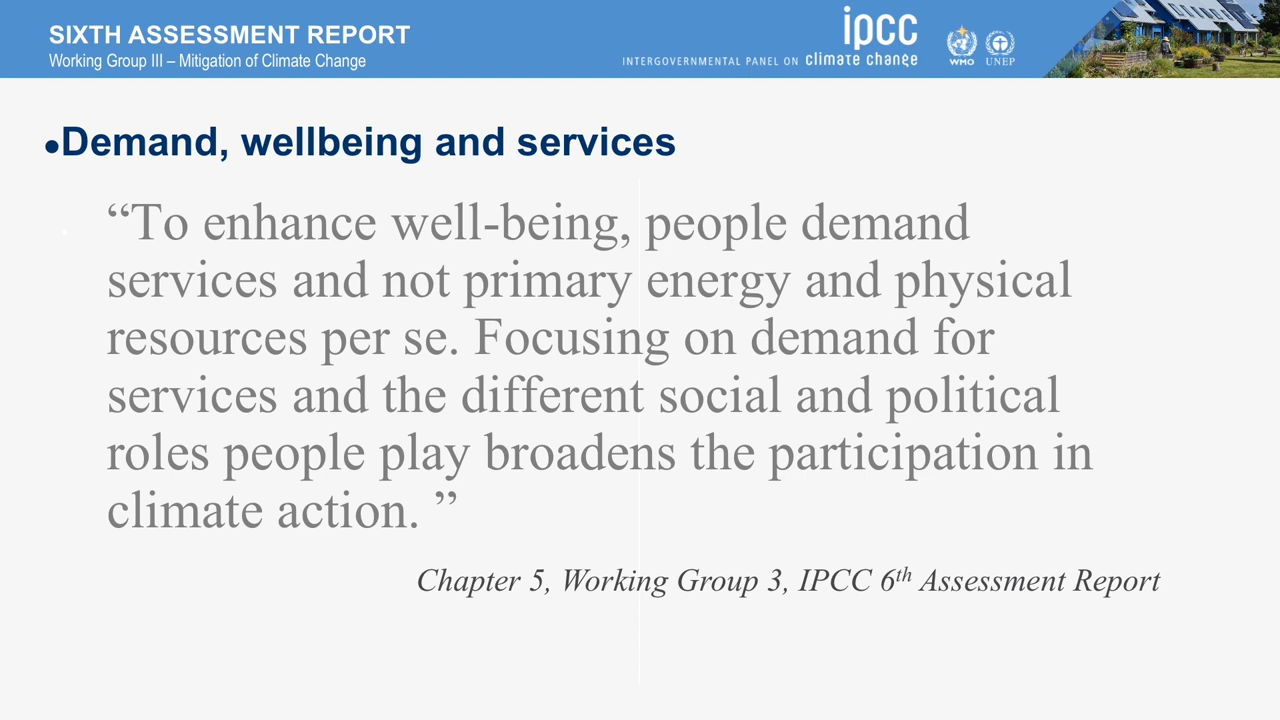 SIXTH ASSESSMENT REPORT
Working Group III – Mitigation of Climate Change
ipcc
INTERGOVERNMENTAL PANEL ON climate change
WMO
UNEP
●Demand, wellbeing and services
“To enhance well-being, people demand
services and not primary energy and physical
resources per se. Focusing on demand for
services and the different social and political
roles people play broadens the participation in
climate action. ”
Chapter 5, Working Group 3, IPCC 6th Assessment Report